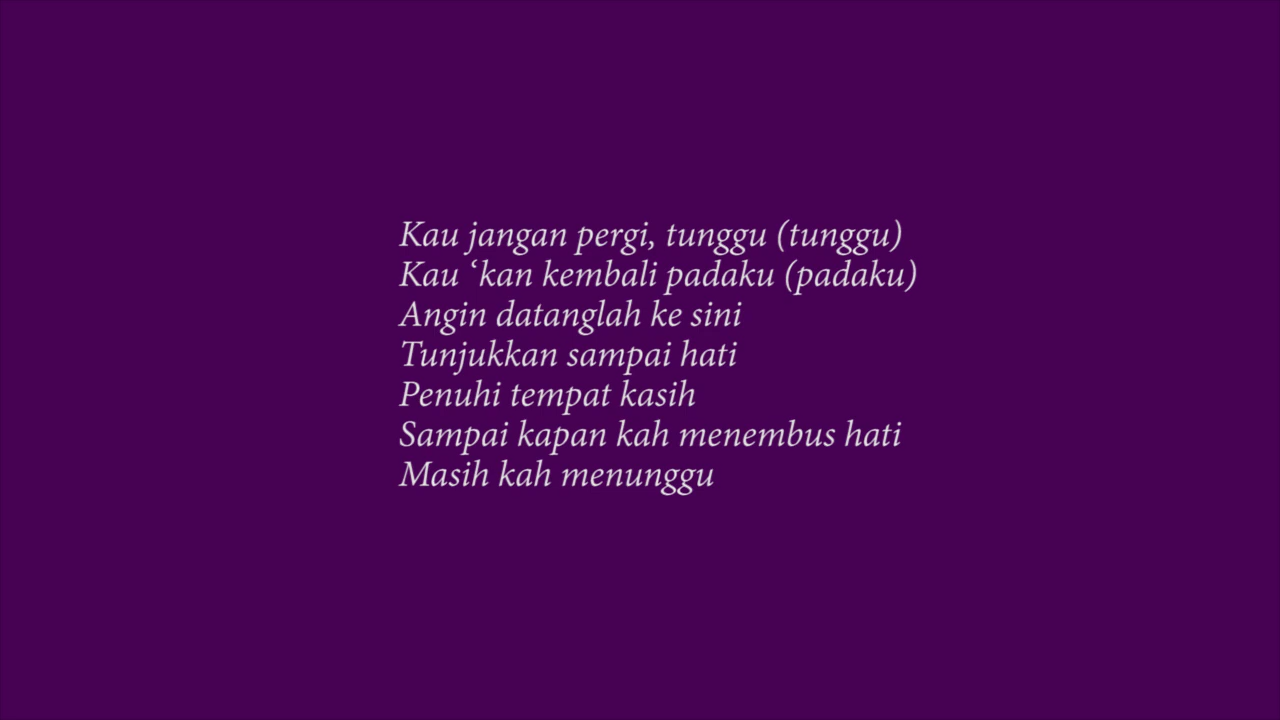 Kau jangan pergi, tunggu (tunggu)
Kau ‘kan kembali padaku (padaku)
Angin datanglah ke sini
Tunjukkan sampai hati
Penuhi tempat kasih
Sampai kapan kah menembus hati
Masih kah menunggu